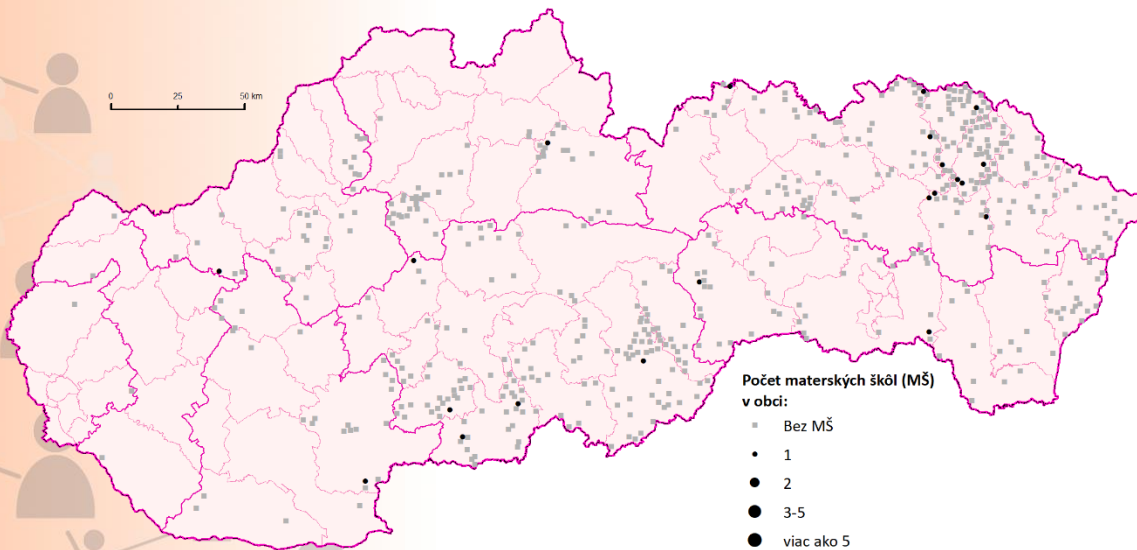 0 25 50 km
Počet materských škôl (MŠ)
v obci:
Bez MŠ
1
2
3-5
viac ako 5